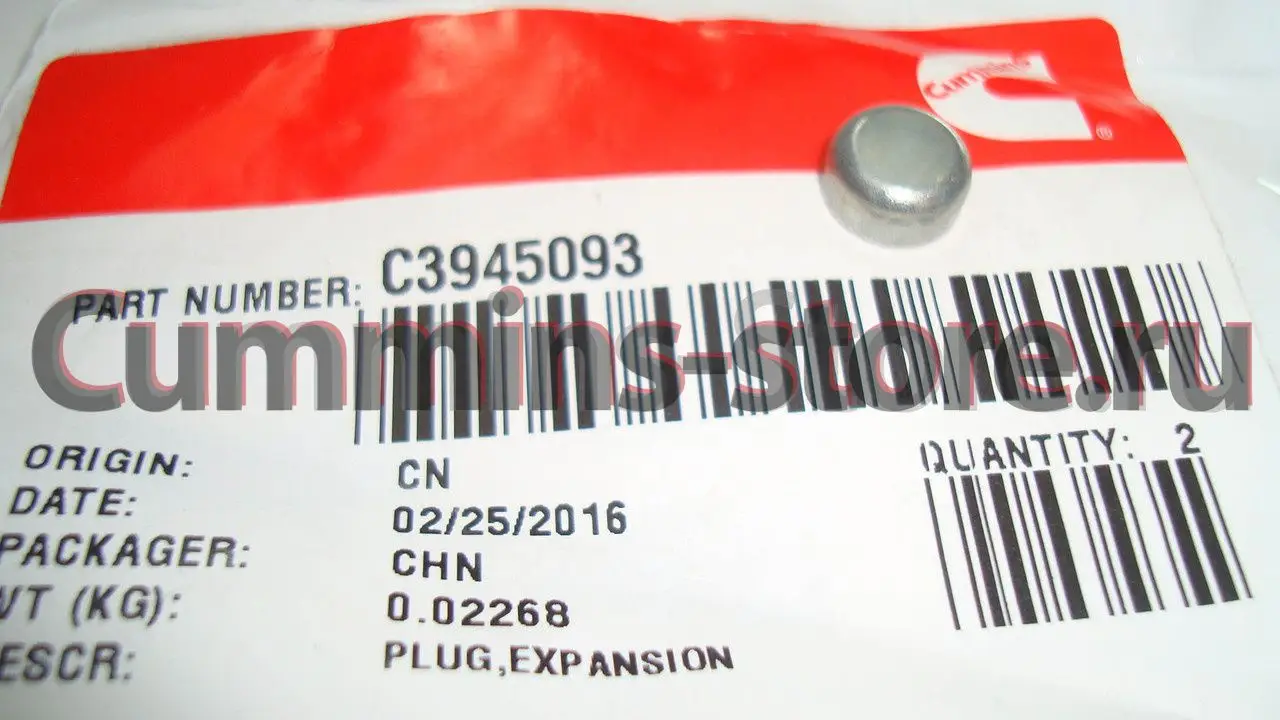 Cummins
®
PART NUMBER: C3945093
Cummins-Store.ru
QUANTITY: 2
ORIGIN: CN
DATE: 02/25/2016
PACKAGER: CHN
WT (KG): 0.02268
ESCR: PLUG,EXPANSION